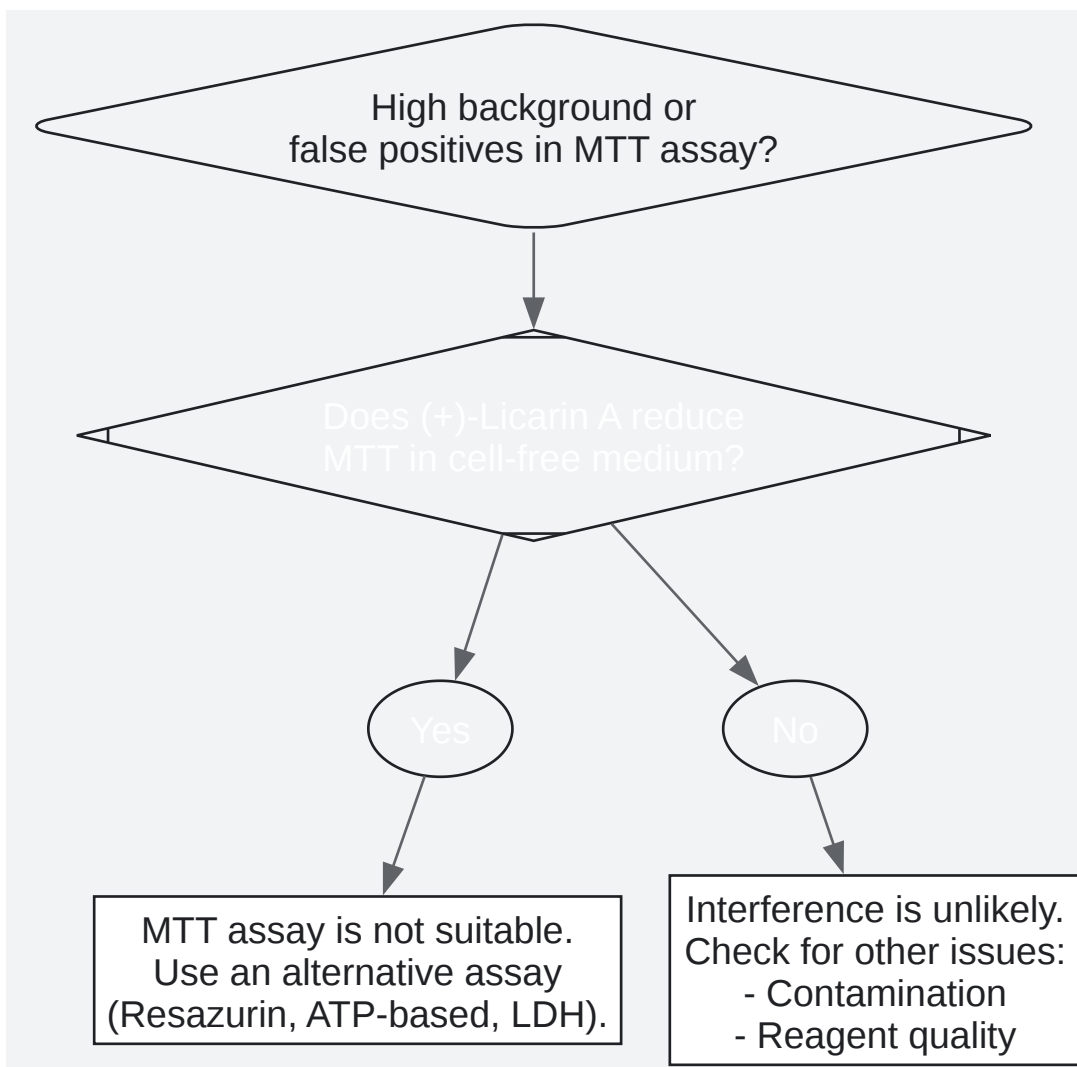 High background or
false positives in MTT assay?
Does (+)-Licarin A reduce
MTT in cell-free medium?
Yes
No
MTT assay is not suitable.
Use an alternative assay
(Resazurin, ATP-based, LDH).
Interference is unlikely.
Check for other issues:
- Contamination
- Reagent quality